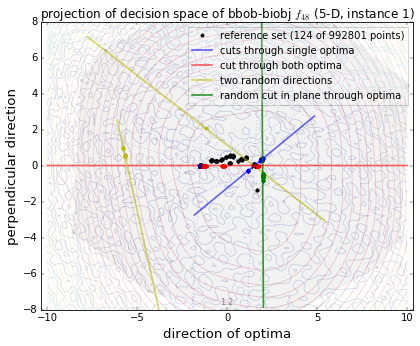 projection of decision space of bbob-biobj f48 (5-D, instance 1)
reference set (124 of 992801 points)
cuts through single optima
cut through both optima
two random directions
random cut in plane through optima
perpendicular direction
8
6
4
2
0
−2
−4
−6
−8
1.2
−10
−5
0
5
10
direction of optima